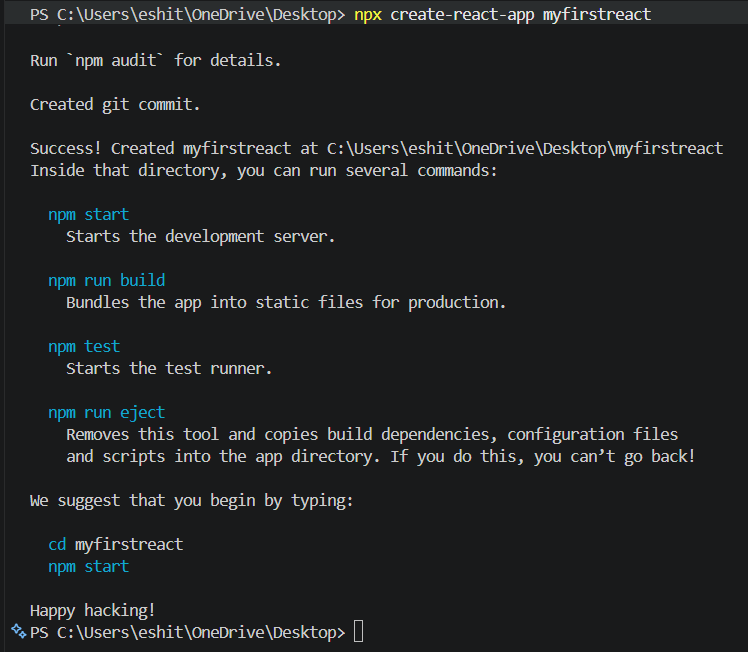 PS C:\Users\eshit\OneDrive\Desktop> npx create-react-app myfirstreact
Run `npm audit` for details.
Created git commit.
Success! Created myfirstreact at C:\Users\eshit\OneDrive\Desktop\myfirstreact
Inside that directory, you can run several commands:
npm start
Starts the development server.
npm run build
Bundles the app into static files for production.
npm test
Starts the test runner.
npm run eject
Removes this tool and copies build dependencies, configuration files
and scripts into the app directory. If you do this, you can’t go back!
We suggest that you begin by typing:
cd myfirstreact
npm start
Happy hacking!
PS C:\Users\eshit\OneDrive\Desktop>